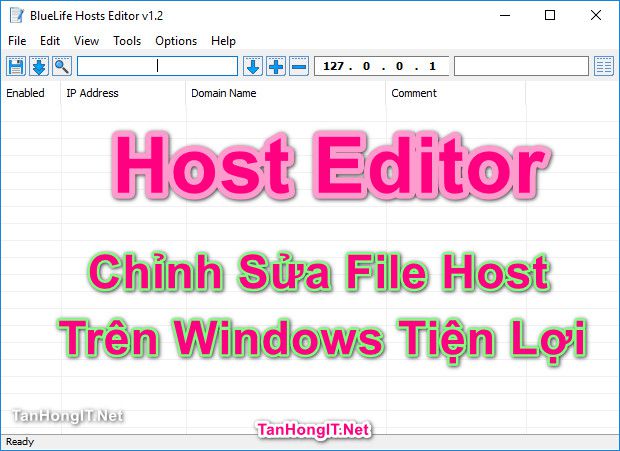 BlueLife Hosts Editor v1.2
File Edit View Tools Options Help
127 . 0 . 0 . 1
Enabled IP Address Domain Name Comment
Host Editor
Chỉnh Sửa File Host
Trên Windows Tiện Lợi
TanHongIT.Net
TanHongIT.Net
Ready